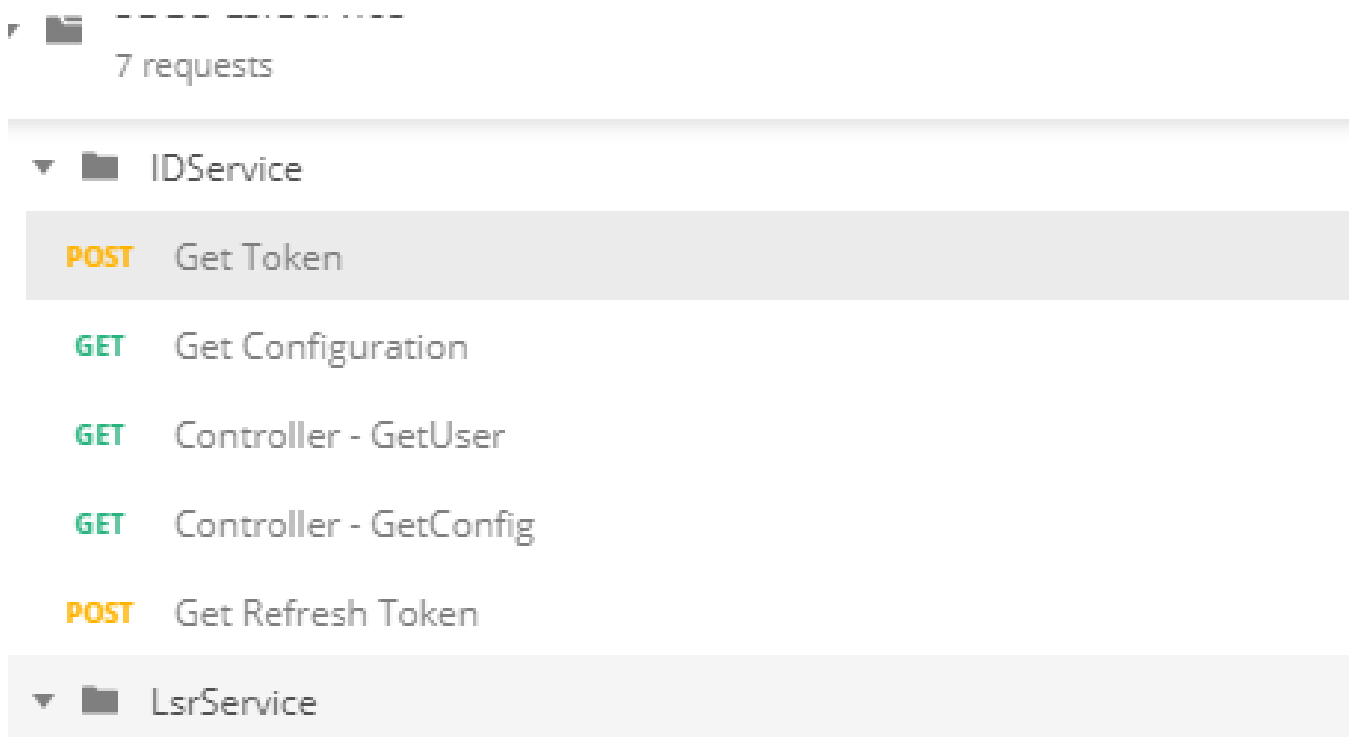 7 requests
IDService
POST Get Token
GET Get Configuration
GET Controller - GetUser
GET Controller - GetConfig
POST Get Refresh Token
LsrService